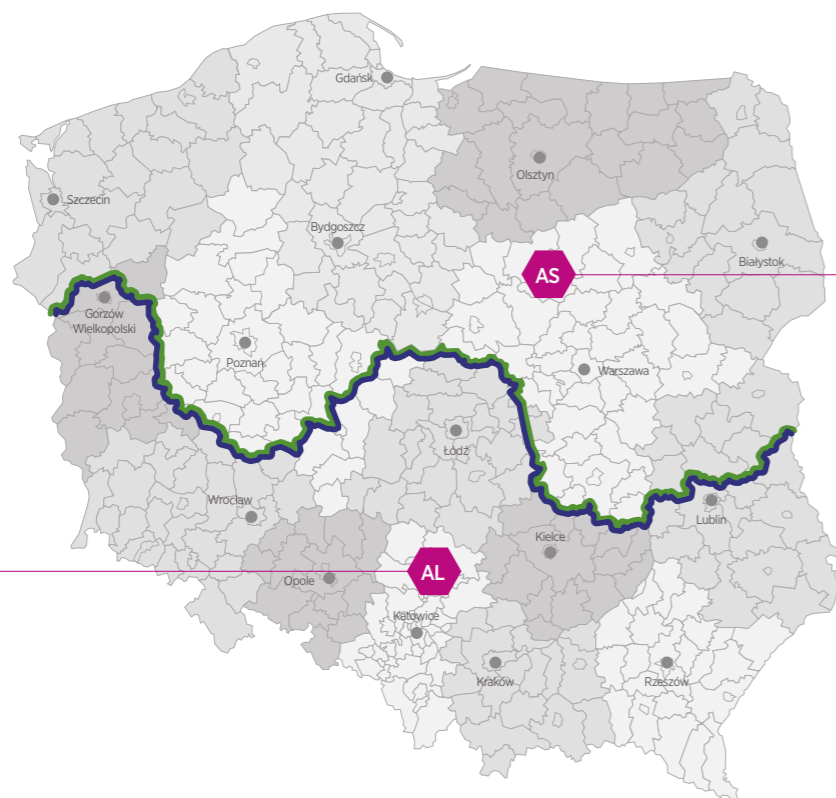 Gdańsk
Olsztyn
Szczecin
Bydgoszcz
Białystok
AS
Gorzów
Wielkopolski
Poznań
Warszawa
Łódź
Wrocław
Lublin
Kielce
AL
Opole
Katowice
Kraków
Rzeszów